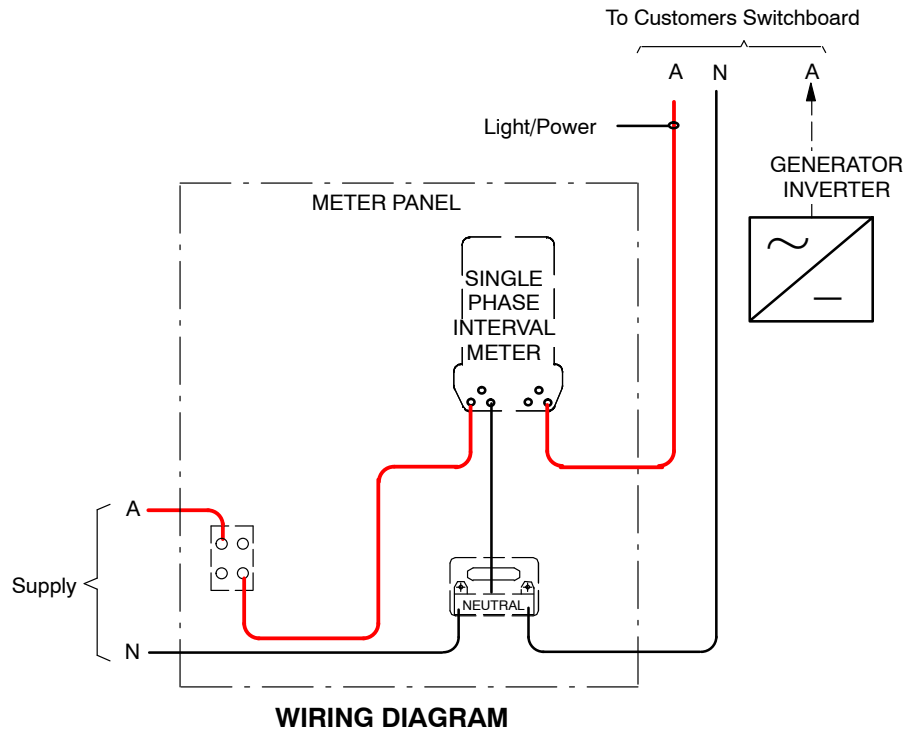 To Customers Switchboard
A N A
Light/Power
GENERATOR
INVERTER
METER PANEL
SINGLE
PHASE
INTERVAL
METER
A
Supply
NEUTRAL
N
WIRING DIAGRAM